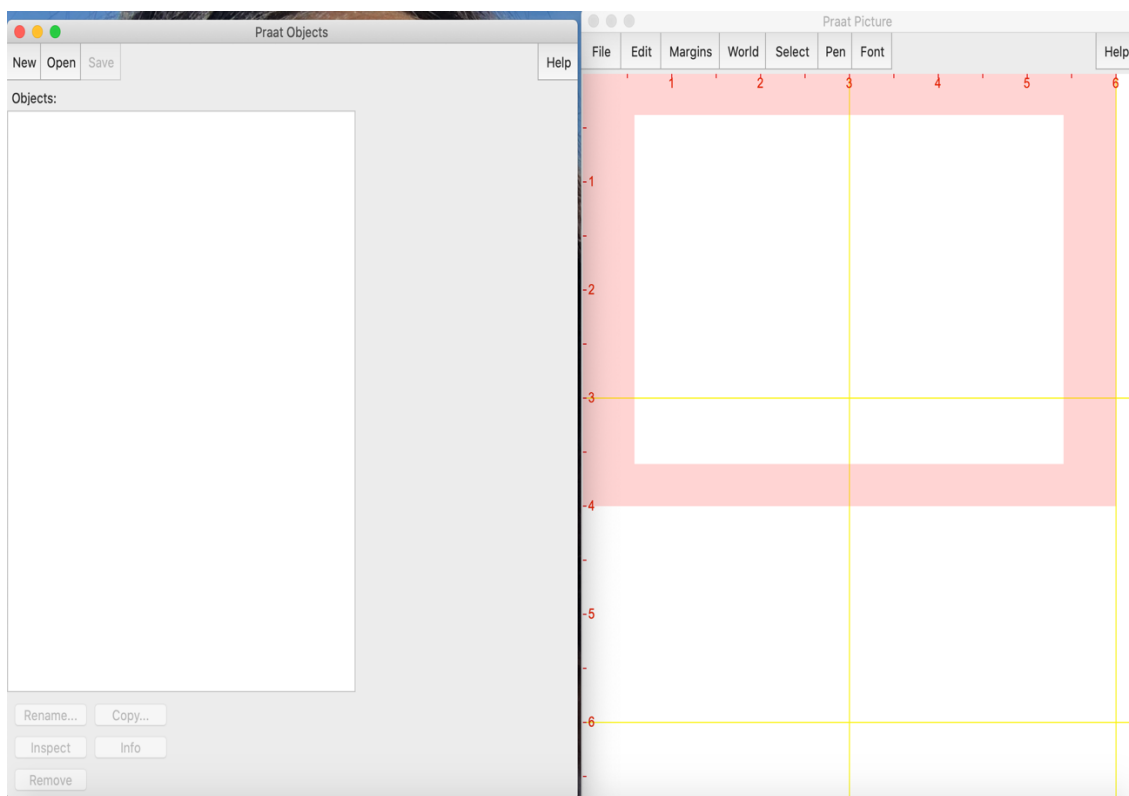 Praat Objects
New Open Save Help
Objects:
Rename... Copy...
Inspect Info
Remove
Praat Picture
File Edit Margins World Select Pen Font Help
1 2 3 4 5 6
-1
-2
-3
-4
-5
-6